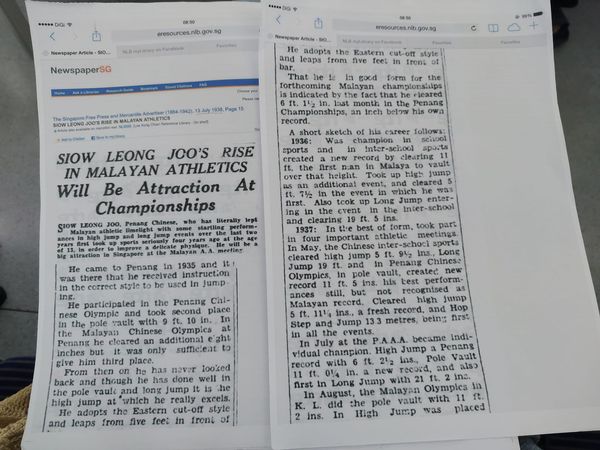 DiGi
08:50
eresources.nlb.gov.sg
Newspaper Article - SIO...
NLB mylibrary on Facebook
Favorites
NewspaperSG
Home
Ask a Librarian
Research Guide
The Singapore Free Press and Mercantile Advertiser (1884-1942), 13 July 1938, Page 15
SIOW LEONG JOO'S RISE IN MALAYAN ATHLETICS
SIOW LEONG JOO'S RISE
IN MALAYAN ATHLETICS
Will Be Attraction At
Championships
SIOW LEONG JOO, Penang Chinese, who has literally lept
Malayan athletic limelight with some startling perform-
ances in high jump and long jump events over the last two
years first took up sports seriously four years ago at the age
of 15, in order to improve a delicate physique. He will be a
big attraction in Singapore at the Malayan A.A. meeting.
He came to Penang in 1935 and it
was there that he received instruction
in the correct style to be used in jump-
ing.
He participated in the Penang Chi-
nese Olympic and took second place
in the pole vault with 9 ft. 10 in. In
the Malayan Chinese Olympics at
Penang he cleared an additional eight
inches but it was only sufficient to
give him third place.
From then on he has never looked
back and though he has done well in
the pole vault and long jump it is the
high jump at which he really excels.
He adopts the Eastern cut-off style
and leaps from five feet in front of
DiGi
08:50
99%
eresources.nlb.gov.sg
Newspaper Article - SIO...
NLB mylibrary on Facebook
Favorites
He adopts the Eastern cut-off style
and leaps from five feet in front of
bar.
That he is in good form for the
forthcoming Malayan championships
is indicated by the fact that he cleared
6 ft. 1½ in. last month in the Penang
Championships, an inch below his own
record.
A short sketch of his career follows:
1936: Was champion in school
sports and in inter-school sports
created a new record by clearing 11
ft. the first man in Malaya to vault
over that height. Took up high jump
as an additional event, and cleared 5
ft. 7½ in the event in which he was
first. Also took up Long Jump enter-
ing in the event in the inter-school
and clearing 19 ft. 5 ins.
1937: In the best of form, took part
in four important athletic meetings.
In May, the Chinese inter-school sports
cleared high jump 5 ft. 9½ ins., Long
Jump 19 ft. and in Penang Chinese
Olympics, in pole vault, created new
record 11 ft. 5 ins. his best perform-
ances still, but not recognised as
Malayan record. Cleared high jump
5 ft. 11¼ ins., a fresh record, and Hop
Step and Jump 13.3 metres, being first
in all the events.
In July at the P.A.A.A. became indi-
vidual champion. High Jump a Penang
record with 6 ft. 2½ ins., Pole Vault
11 ft. 0¼ in. a new record, and also
first in Long Jump with 21 ft. 2 ins.
In August, the Malayan Olympics in
K. L. did the pole vault with 11 ft.
2 ins. In High Jump was placed